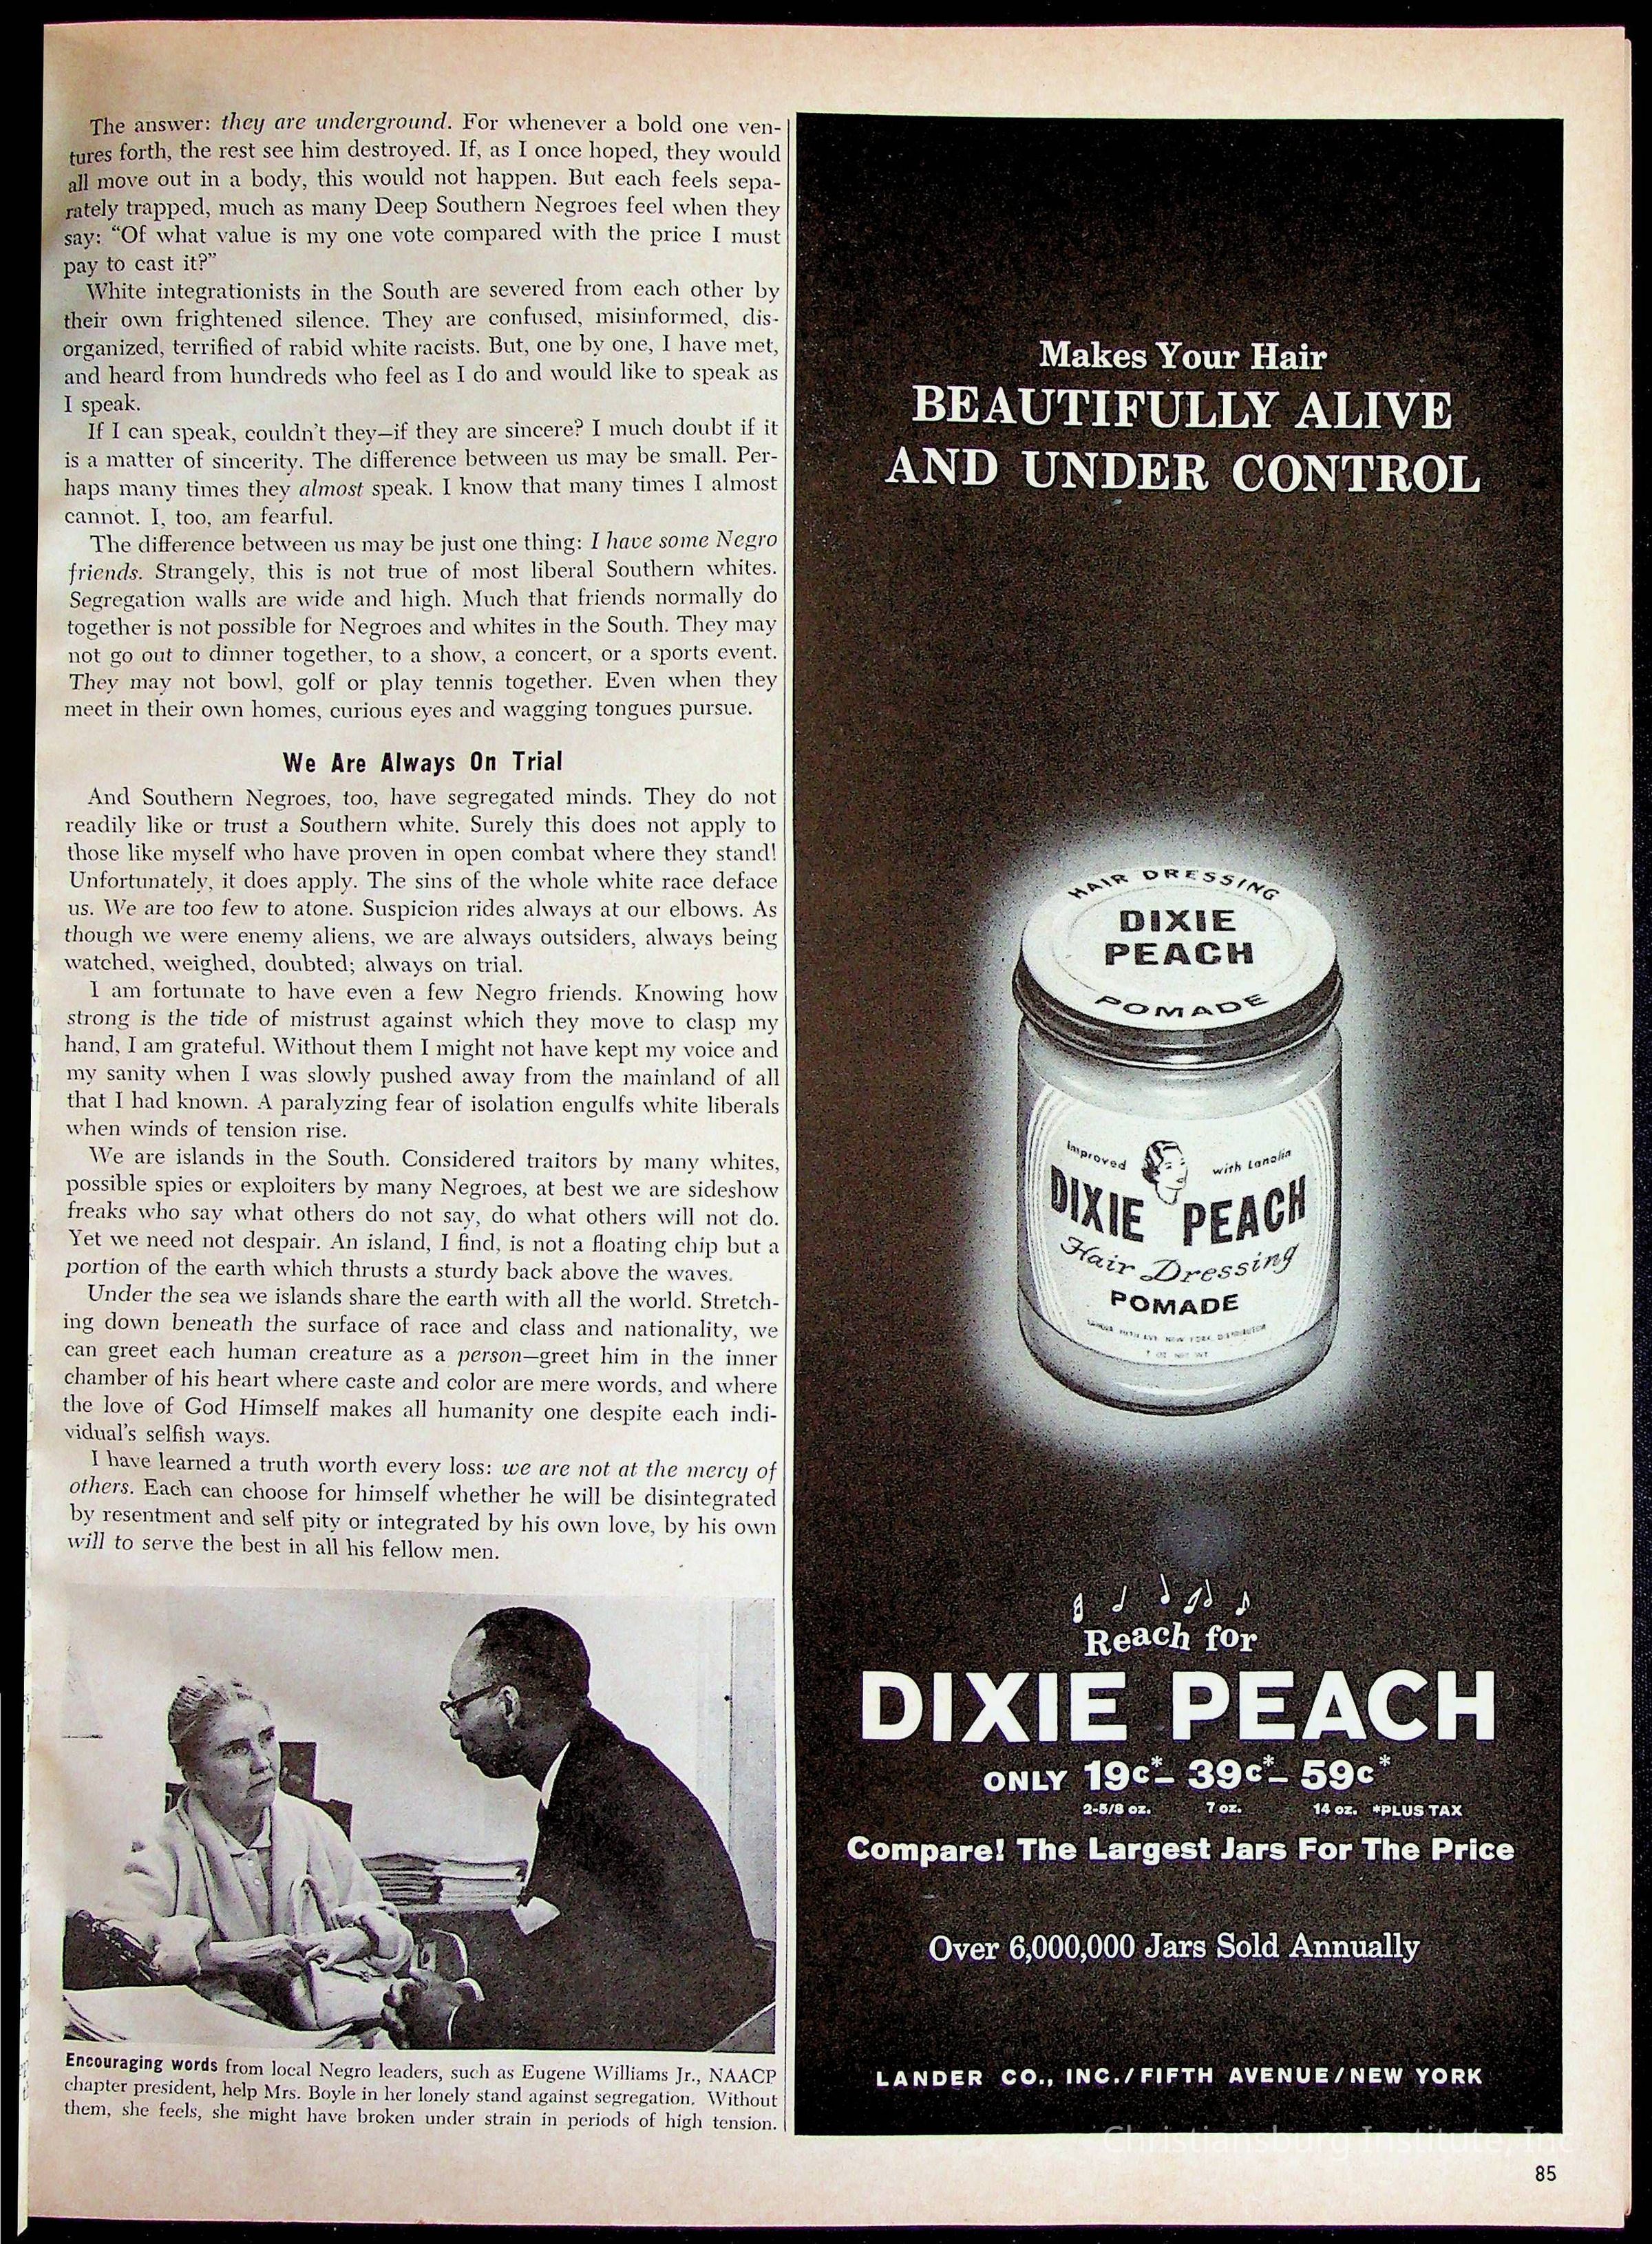 The answer: they are underground. For whenever a bold one ven-
tures forth, the rest see him destroyed. If, as I once hoped, they would
all move out in a body, this would not happen. But each feels sepa-
rately trapped, much as many Deep Southern Negroes feel when they
say: “Of what value is my one vote compared with the price I must
pay to cast it?”
White integrationists in the South are severed from each other by
their own frightened silence. They are confused, misinformed, dis-
organized, terrified of rabid white racists. But, one by one, I have met,
and heard from hundreds who feel as I do and would like to speak as
I speak.
If I can speak, couldn't they—if they are sincere? I much doubt if it
is a matter of sincerity. The difference between us may be small. Per-
haps many times they almost speak. I know that many times I almost
cannot. I, too, am fearful.
The difference between us may be just one thing: I have some Negro
friends. Strangely, this is not true of most liberal Southern whites.
Segregation walls are wide and high. Much that friends normally do
together is not possible for Negroes and whites in the South. They may
not go out to dinner together, to a show, a concert, or a sports event.
They may not bowl, golf or play tennis together. Even when they
meet in their own homes, curious eyes and wagging tongues pursue.
We Are Always On Trial
And Southern Negroes, too, have segregated minds. They do not
readily like or trust a Southern white. Surely this does not apply to
those like myself who have proven in open combat where they stand!
Unfortunately, it does apply. The sins of the whole white race deface
us. We are too few to atone. Suspicion rides always at our elbows. As
though we were enemy aliens, we are always outsiders, always being
watched, weighed, doubted; always on trial.
I am fortunate to have even a few Negro friends. Knowing how
strong is the tide of mistrust against which they move to clasp my
hand, I am grateful. Without them I might not have kept my voice and
my sanity when I was slowly pushed away from the mainland of all
that I had known. A paralyzing fear of isolation engulfs white liberals
when winds of tension rise.
We are islands in the South. Considered traitors by many whites,
possible spies or exploiters by many Negroes, at best we are sideshow
freaks who say what others do not say, do what others will not do.
Yet we need not despair. An island, I find, is not a floating chip but a
portion of the earth which thrusts a sturdy back above the waves.
Under the sea we islands share the earth with all the world. Stretch-
ing down beneath the surface of race and class and nationality, we
can greet each human creature as a person—greet him in the inner
chamber of his heart where caste and color are mere words, and where
the love of God Himself makes all humanity one despite each indi-
vidual's selfish ways.
I have learned a truth worth every loss: we are not at the mercy of
others. Each can choose for himself whether he will be disintegrated
by resentment and self pity or integrated by his own love, by his own
will to serve the best in all his fellow men.
Encouraging words from local Negro leaders, such as Eugene Williams Jr., NAACP
chapter president, help Mrs. Boyle in her lonely stand against segregation. Without
them, she feels, she might have broken under strain in periods of high tension.
Makes Your Hair
BEAUTIFULLY ALIVE
AND UNDER CONTROL
HAIR DRESSING
DIXIE
PEACH
POMADE
Improved with Lanolin
DIXIE PEACH
Hair Dressing
POMADE
Reach for
DIXIE PEACH
ONLY 19c*– 39c*– 59c*
2-5/8 oz. 7 oz. 14 oz. *PLUS TAX
Compare! The Largest Jars For The Price
Over 6,000,000 Jars Sold Annually
LANDER CO., INC./FIFTH AVENUE/NEW YORK
Christiansburg Institute, Inc
85